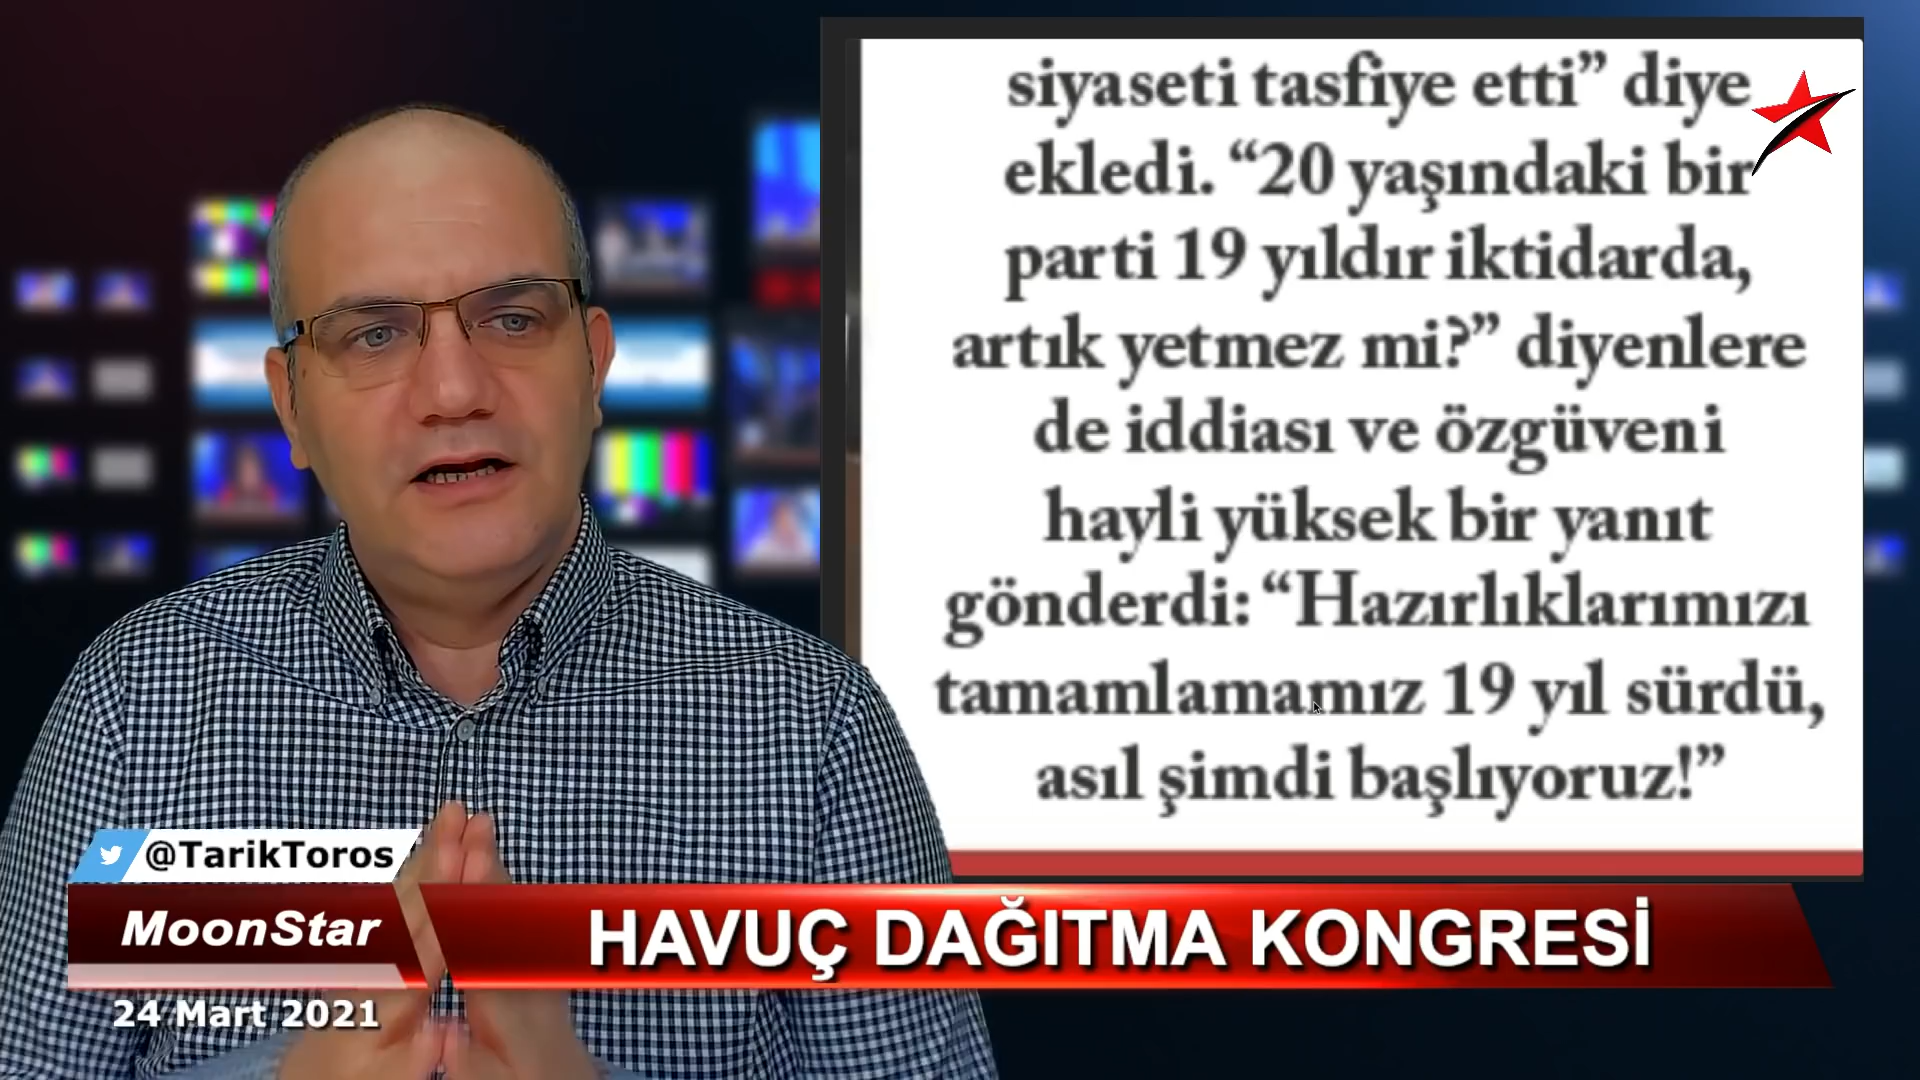 siyaseti tasfiye etti” diye
ekledi. “20 yaşındaki bir
parti 19 yıldır iktidarda,
artık yetmez mi?” diyenlere
de iddiası ve özgüveni
hayli yüksek bir yanıt
gönderdi: “Hazırlıklarımızı
tamamlamamız 19 yıl sürdü,
asıl şimdi başlıyoruz!”
@TarikToros
MoonStar
HAVUÇ DAĞITMA KONGRESİ
24 Mart 2021